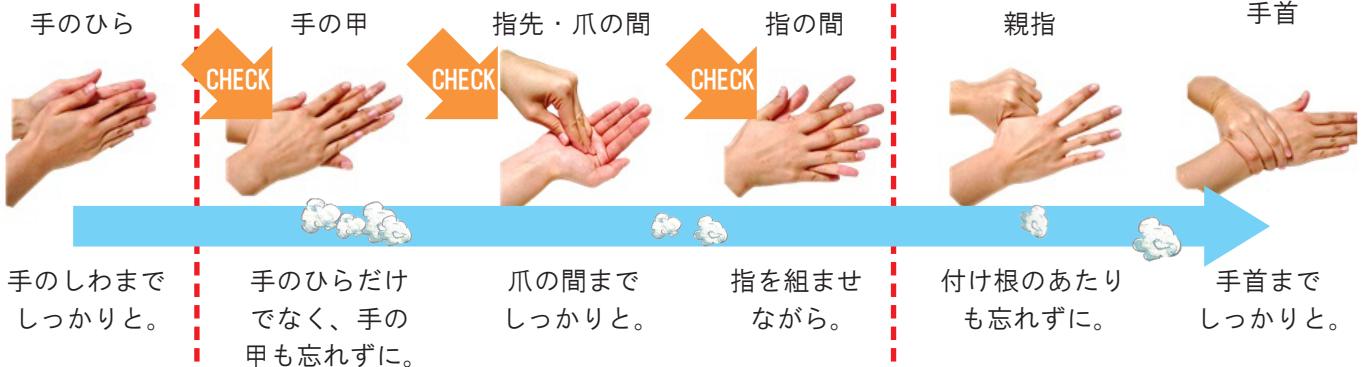 手のひら
手の甲
指先・爪の間
指の間
親指
手首
CHECK
CHECK
CHECK
手のしわまで
しっかりと。
手のひらだけ
でなく、手の
甲も忘れずに。
爪の間まで
しっかりと。
指を組ませ
ながら。
付け根のあたり
も忘れずに。
手首まで
しっかりと。